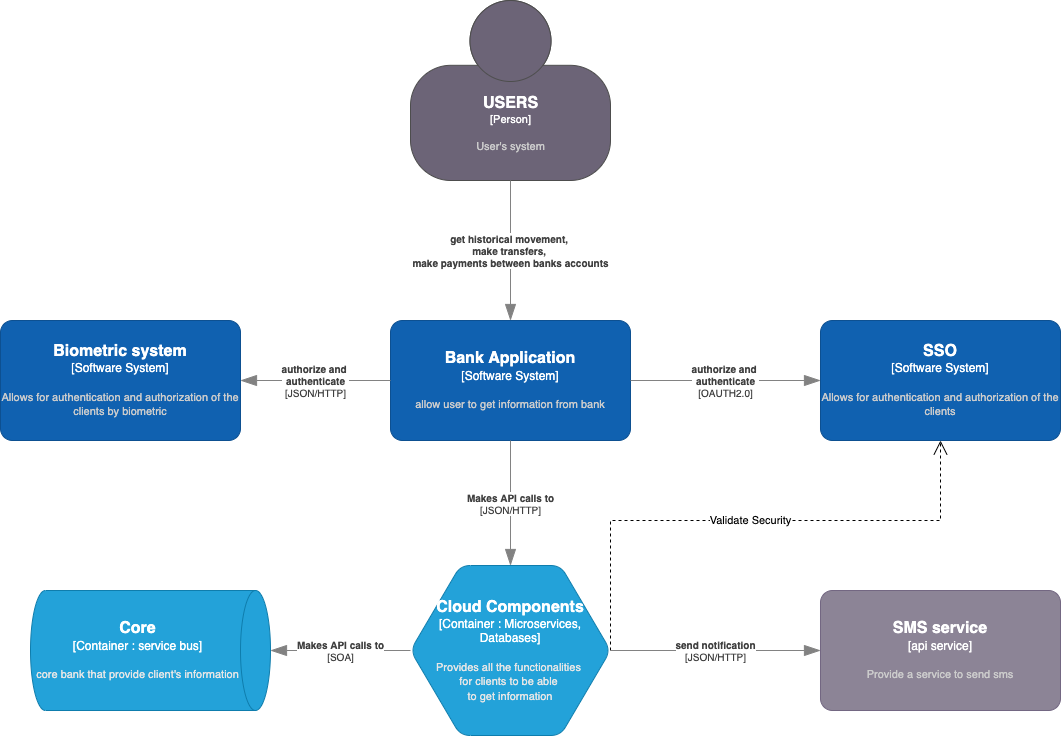 USERS
[Person]
User's system
get historical movement,
make transfers,
make payments between banks accounts
Biometric system
[Software System]
Allows for authentication and authorization of the
clients by biometric
authorize and
authenticate
[JSON/HTTP]
Bank Application
[Software System]
allow user to get information from bank
authorize and
authenticate
[OAUTH2.0]
SSO
[Software System]
Allows for authentication and authorization of the
clients
Makes API calls to
[JSON/HTTP]
Validate Security
Core
[Container : service bus]
core bank that provide client's information
Makes API calls to
[SOA]
Cloud Components
[Container : Microservices,
Databases]
Provides all the functionalities
for clients to be able
to get information
send notification
[JSON/HTTP]
SMS service
[api service]
Provide a service to send sms